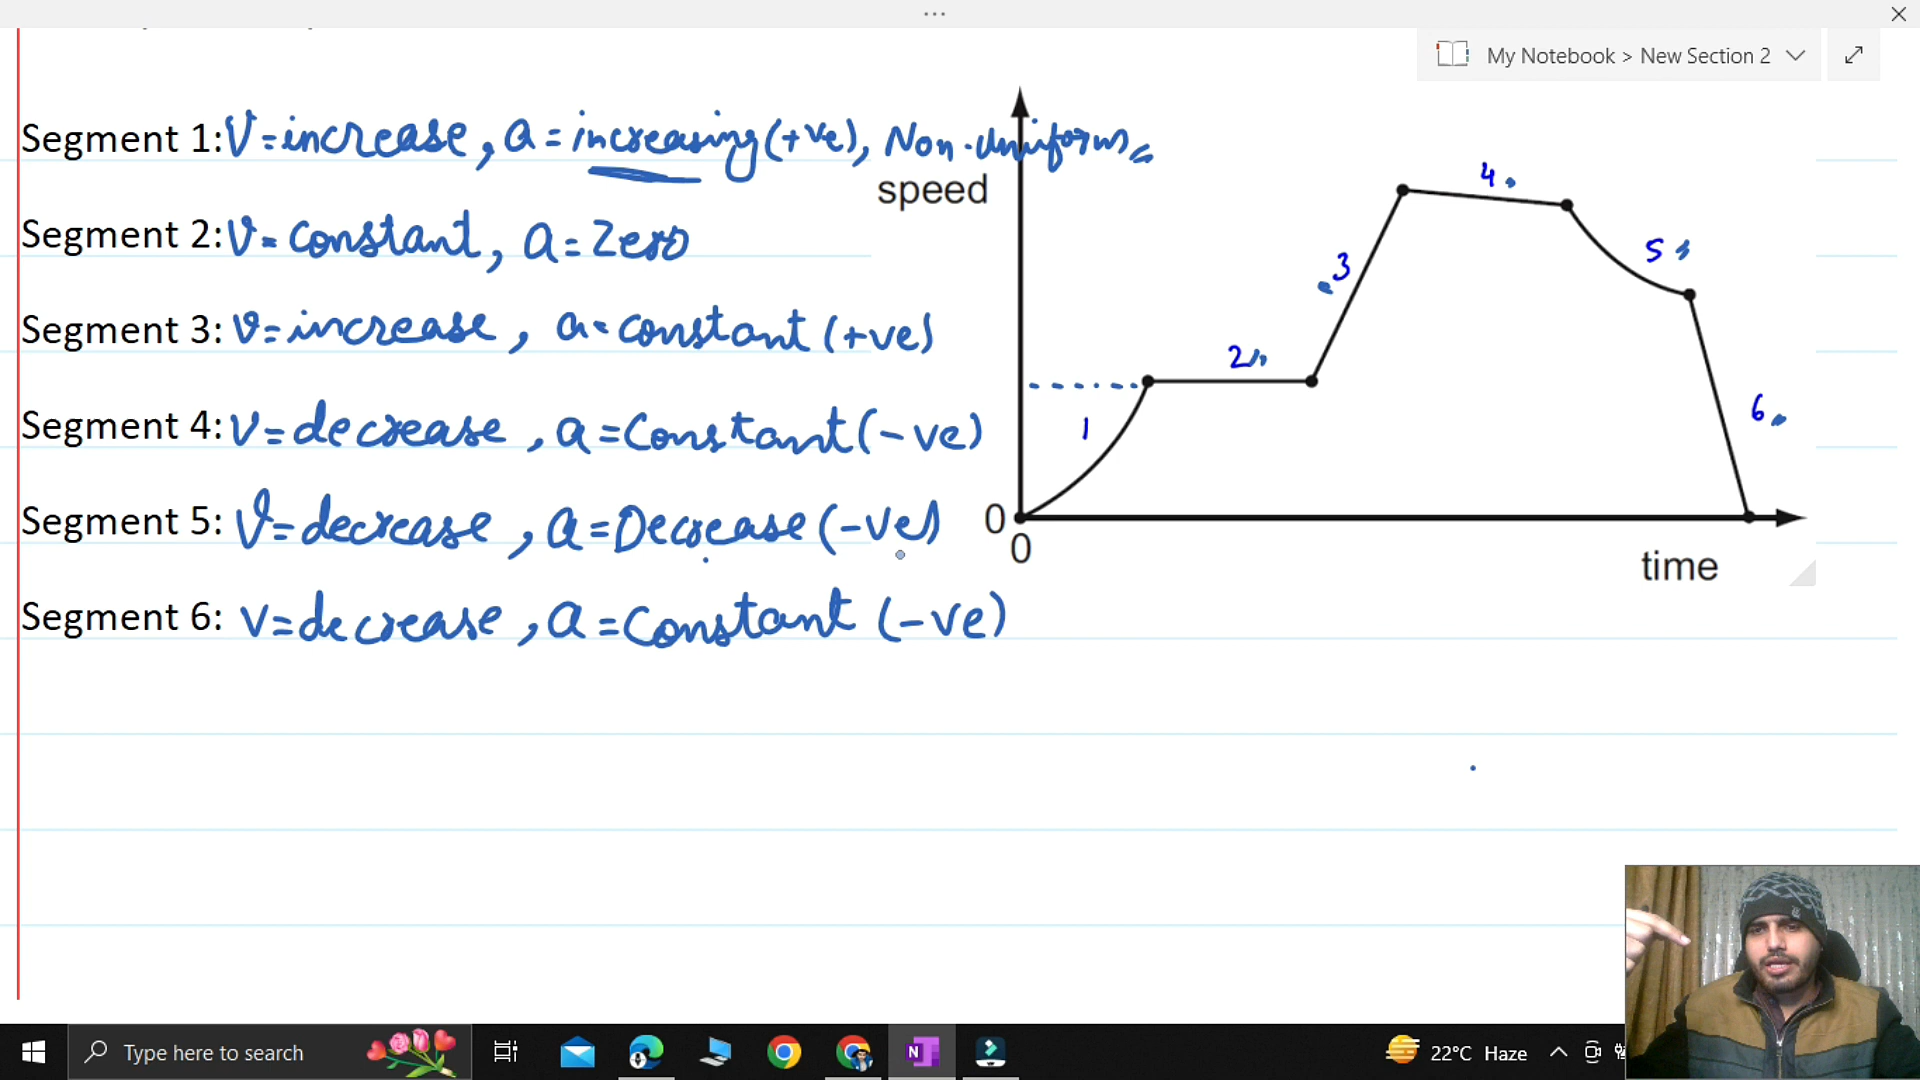 My Notebook > New Section 2
Segment 1: V = increase, a = increasing (+ve), Non-Uniform
speed
4
Segment 2: V = constant, a = Zero
5
3
Segment 3: v = increase, a = constant (+ve)
2
6
Segment 4: v = decrease, a = Constant (-ve)
1
Segment 5: V = decrease, a = Decrease (-ve)
0
0
time
Segment 6: v = decrease, a = Constant (-ve)
Type here to search
22°C Haze